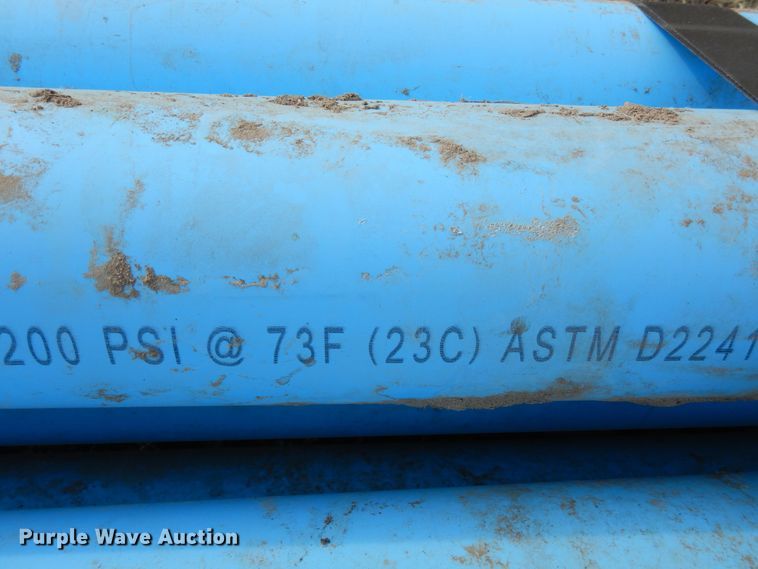 200 PSI @ 73F (23C) ASTM D2241
Purple Wave Auction